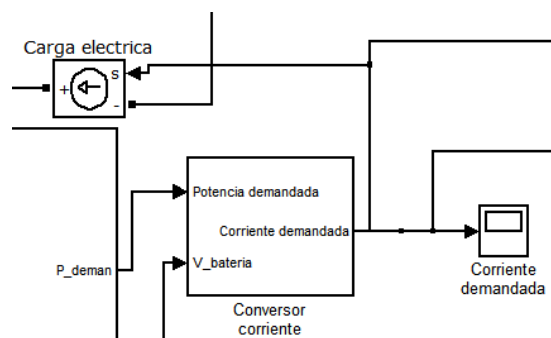 Carga electrica
s
+
-
Potencia demandada
Corriente demandada
P_deman
V_bateria
Corriente
demandada
Conversor
corriente